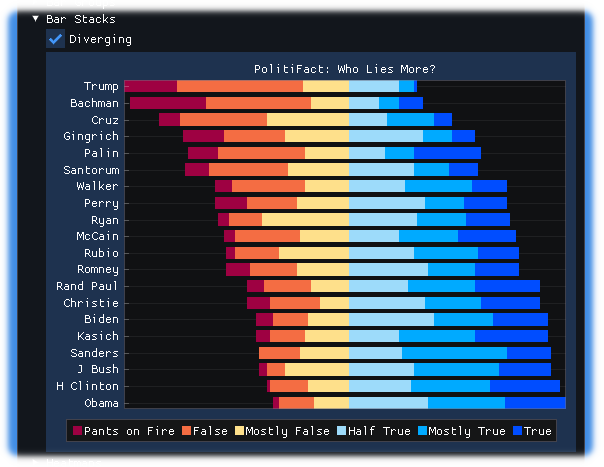 Bar Stacks
Diverging
PolitiFact: Who Lies More?
Trump
Bachman
Cruz
Gingrich
Palin
Santorum
Walker
Perry
Ryan
McCain
Rubio
Romney
Rand Paul
Christie
Biden
Kasich
Sanders
J Bush
H Clinton
Obama
Pants on Fire False Mostly False Half True Mostly True True